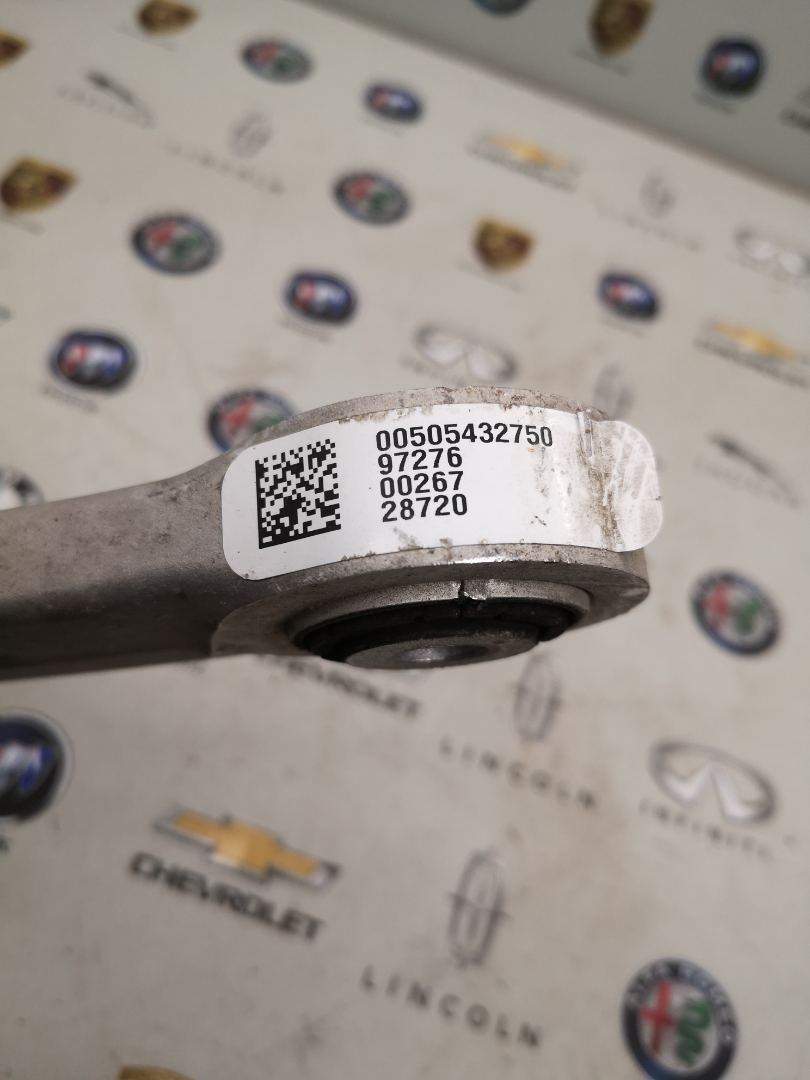 00505432750
97276
00267
28720
CHEVROLET
LINCOLN
INFINITI
CHEVROLET
LINCOLN